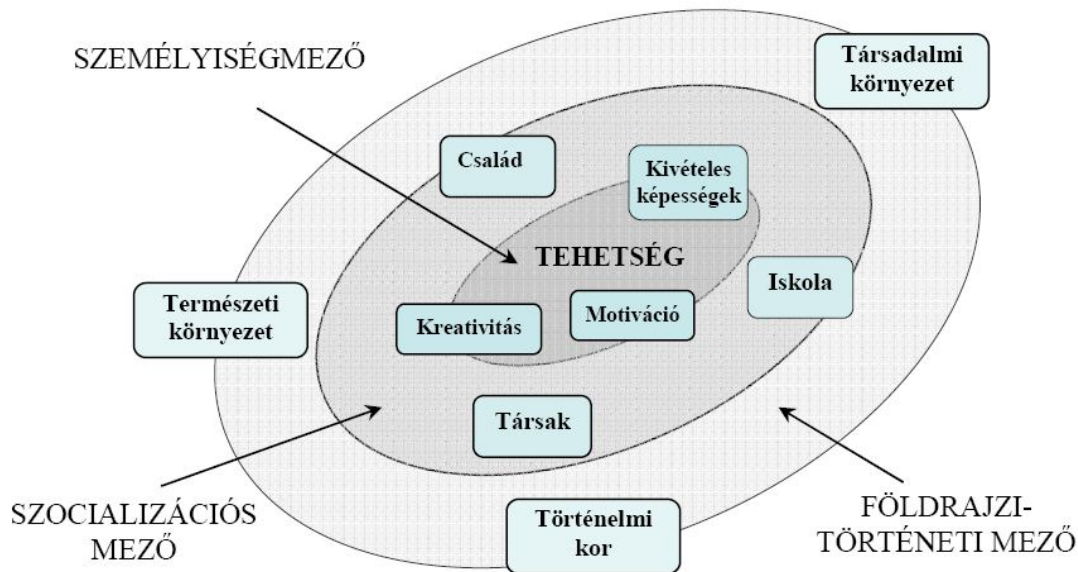 SZEMÉLYISÉGMEZŐ
Társadalmi
környezet
Család
Kivételes
képességek
TEHETSÉG
Iskola
Természeti
környezet
Kreativitás
Motiváció
Társak
SZOCIALIZÁCIÓS
MEZŐ
Történelmi
kor
FÖLDRAJZI-
TÖRTÉNETI MEZŐ